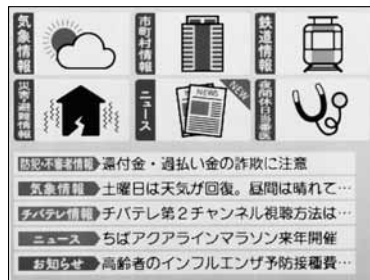 気象情報
市町村情報
鉄道情報
災害・避難情報
ニュース
NEWS
NEW
夜間休日当番医
防犯・不審者情報 還付金・過払い金の詐欺に注意
気象情報 土曜日は天気が回復。昼間は晴れて…
チバテレ情報 チバテレ第2チャンネル視聴方法は…
ニュース ちばアクアラインマラソン来年開催
お知らせ 高齢者のインフルエンザ予防接種費…